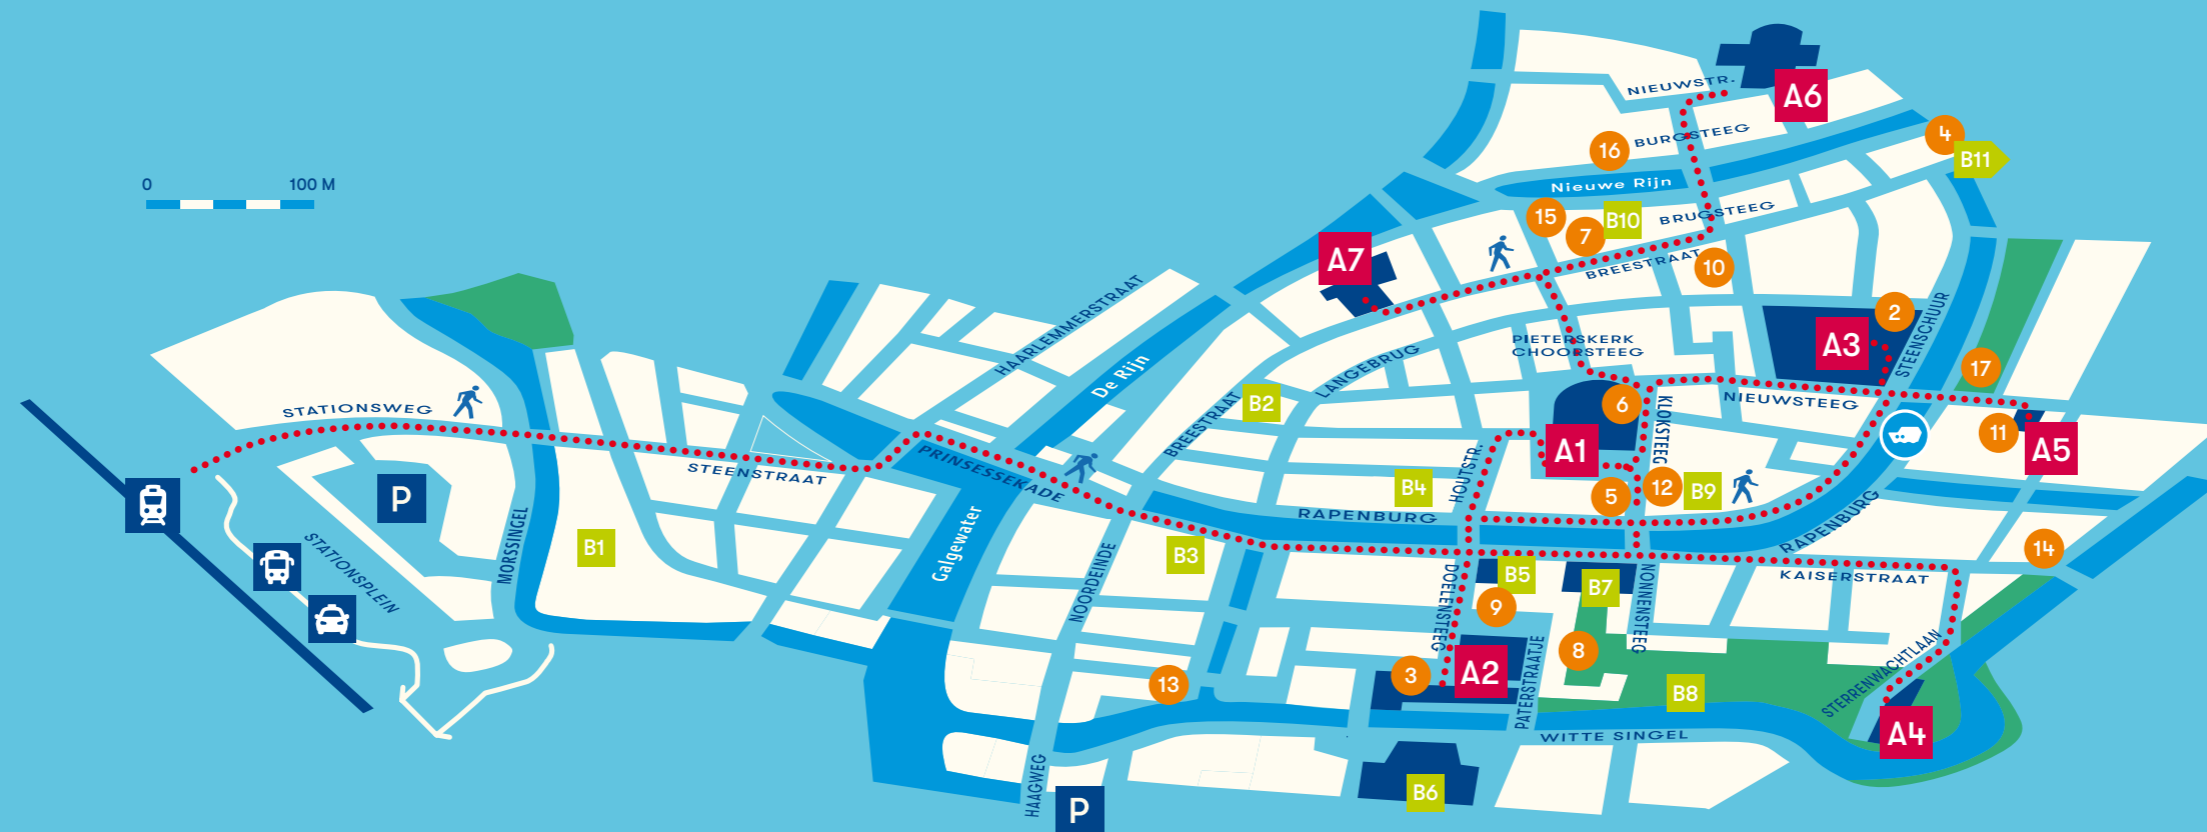 NIEUWSTR.
A6
BURGSTEEG
16
4
B11
0
100 M
Nieuwe Rijn
15
7
B10
BRUGSTEEG
A7
BREESTRAAT
10
HAARLEMMERSTRAAT
2
A3
STEENSCHUUR
PIETERSKERK
CHOORSTEEG
17
De Rijn
LANGEBRUG
B2
BREESTRAAT
6
KLOKSTEEG
NIEUWSTEEG
STATIONSWEG
11
A5
A1
STEENSTRAAT
PRINSESSEKADE
HOUTSTR.
B4
5
12
B9
P
RAPENBURG
RAPENBURG
MORSSINGEL
STATIONSPLEIN
B1
Galgewater
NOORDEINDE
B3
14
DOELENSTEEG
B5
B7
9
NONNENSTEEG
KAISERSTRAAT
3
A2
PATERSTRAATJE
8
B8
13
STERRENWACHTLAAN
A4
WITTE SINGEL
HAAGWEG
P
B6